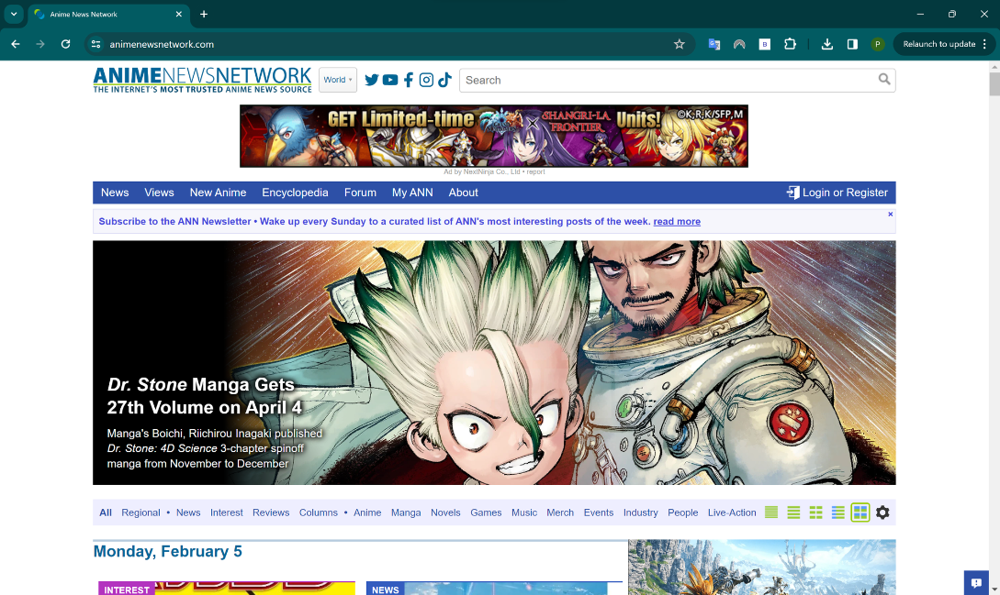 Anime News Network
animenewsnetwork.com
P
Relaunch to update
ANIMENEWSNETWORK
THE INTERNET'S MOST TRUSTED ANIME NEWS SOURCE
World
Search
GET Limited-time
SHANGRI-LA FRONTIER
Units!
©K,R,K/SFP,M
Ad by NextNinja Co., Ltd • report
News Views New Anime Encyclopedia Forum My ANN About Login or Register
Subscribe to the ANN Newsletter • Wake up every Sunday to a curated list of ANN's most interesting posts of the week. read more
Dr. Stone Manga Gets
27th Volume on April 4
Manga's Boichi, Riichirou Inagaki published
Dr. Stone: 4D Science 3-chapter spinoff
manga from November to December
All Regional • News Interest Reviews Columns • Anime Manga Novels Games Music Merch Events Industry People Live-Action
Monday, February 5
INTEREST
NEWS